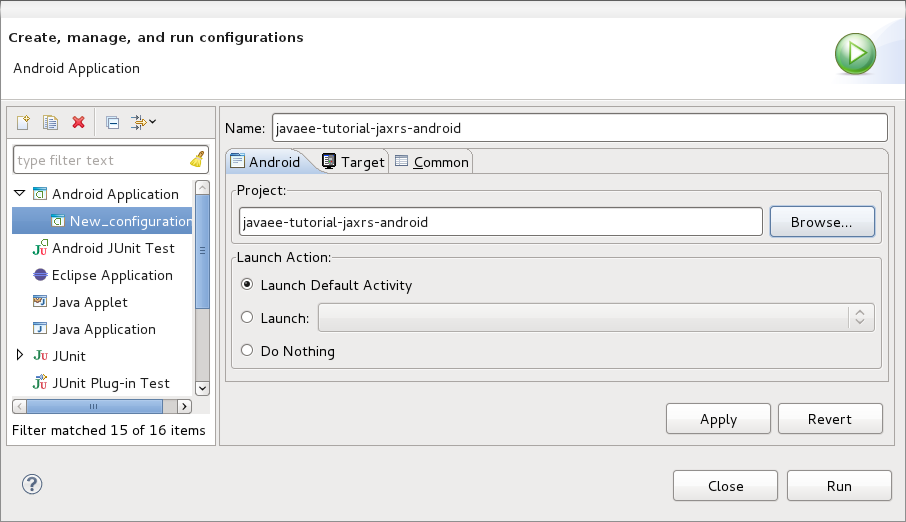 Create, manage, and run configurations
Android Application
type filter text
Android Application
New_configuration
Android JUnit Test
Eclipse Application
Java Applet
Java Application
JUnit
JUnit Plug-in Test
Filter matched 15 of 16 items
Name: javaee-tutorial-jaxrs-android
Android Target Common
Project:
javaee-tutorial-jaxrs-android Browse...
Launch Action:
Launch Default Activity
Launch:
Do Nothing
Apply Revert
Close Run